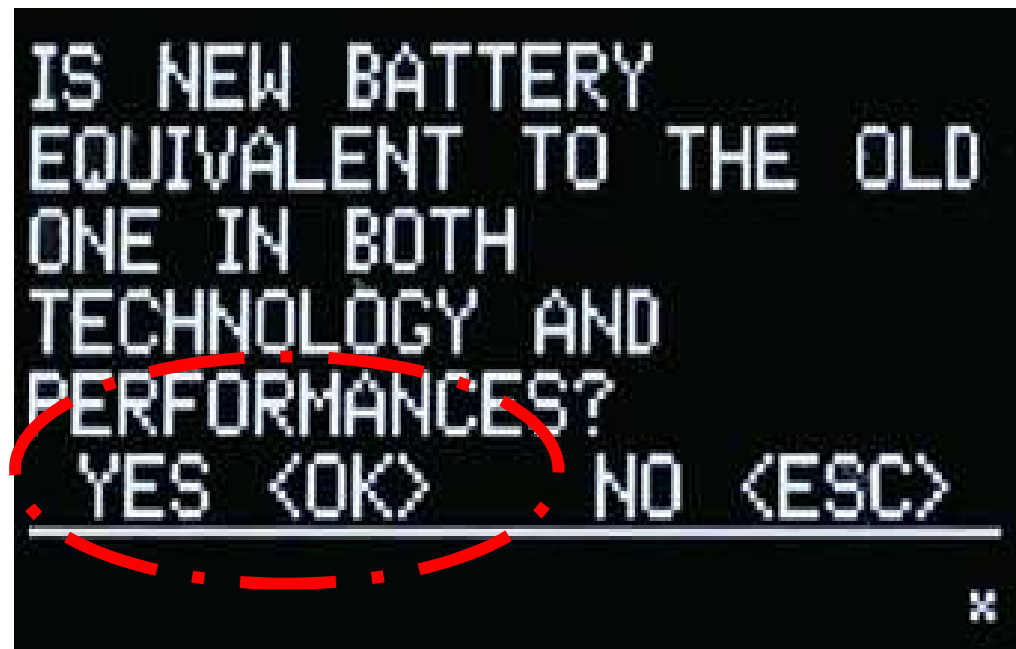 IS NEW BATTERY
EQUIVALENT TO THE OLD
ONE IN BOTH
TECHNOLOGY AND
PERFORMANCES?
YES <OK> NO <ESC>
x